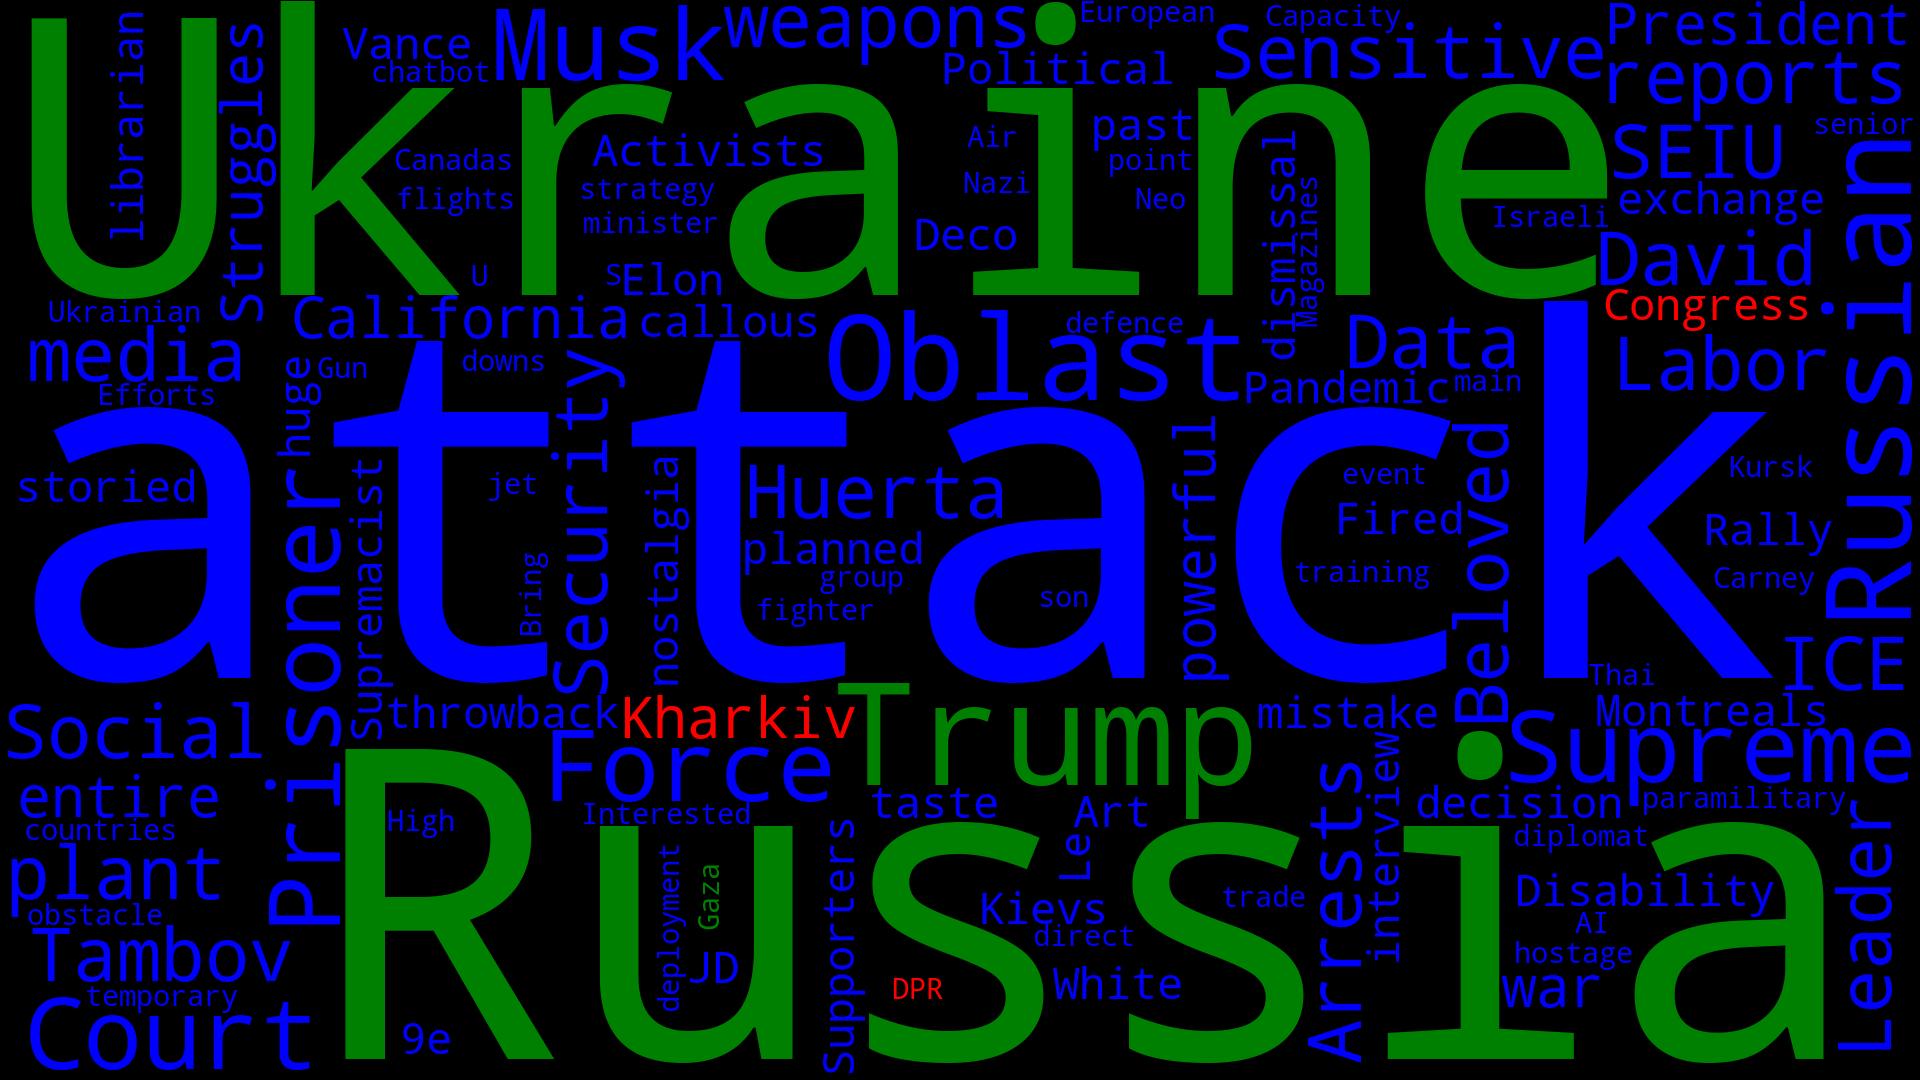 Ukraine
attack
Russia
Trump
librarian
Struggles
Vance
chatbot
Musk
weapons
European
Political
Capacity
Sensitive
President
reports
SEIU
senior
exchange
Israeli
David
Congress
Russian
Canadas
flights
Activists
strategy
minister
Air
Nazi
past
point
Neo
dismissal
Magazines
Deco
U
S
Elon
Ukrainian
California
callous
defence
Oblast
Data
Labor
media
Gun
downs
Efforts
huge
Pandemic
main
storied
Prisoner
Supremacist
jet
Bring
Security
nostalgia
Huerta
planned
group
fighter
son
powerful
event
Fired
training
Beloved
Kursk
Rally
Carney
ICE
Thai
Montreals
Social
throwback
Kharkiv
Force
mistake
Supreme
entire
countries
High
Interested
taste
Art
Le
decision
paramilitary
diplomat
plant
obstacle
Tambov
temporary
Court
9e
deployment
Gaza
JD
Supporters
DPR
Kievs
direct
White
trade
Arrests
interview
Disability
AI
hostage
war
Leader